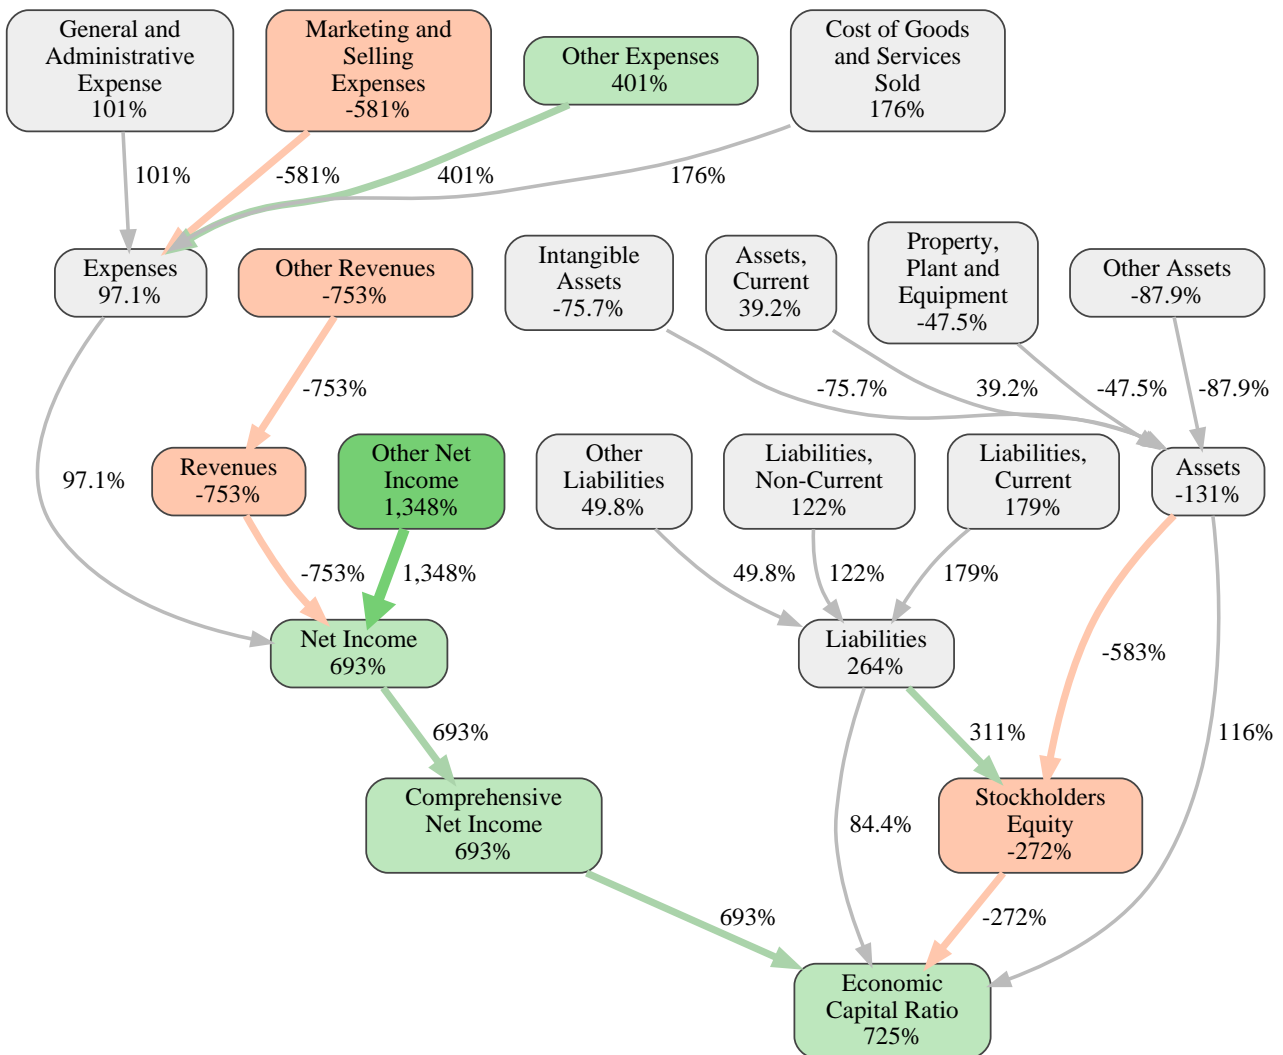 General and
Administrative
Expense
101%
Marketing and
Selling
Expenses
-581%
Other Expenses
401%
Cost of Goods
and Services
Sold
176%
101%
-581%
401%
176%
Expenses
97.1%
Other Revenues
-753%
Intangible
Assets
-75.7%
Assets,
Current
39.2%
Property,
Plant and
Equipment
-47.5%
Other Assets
-87.9%
-753%
-75.7%
39.2%
-47.5%
-87.9%
97.1%
Revenues
-753%
Other Net
Income
1,348%
Other
Liabilities
49.8%
Liabilities,
Non-Current
122%
Liabilities,
Current
179%
Assets
-131%
-753%
1,348%
49.8%
122%
179%
Net Income
693%
Liabilities
264%
-583%
693%
311%
116%
Comprehensive
Net Income
693%
84.4%
Stockholders
Equity
-272%
693%
-272%
Economic
Capital Ratio
725%